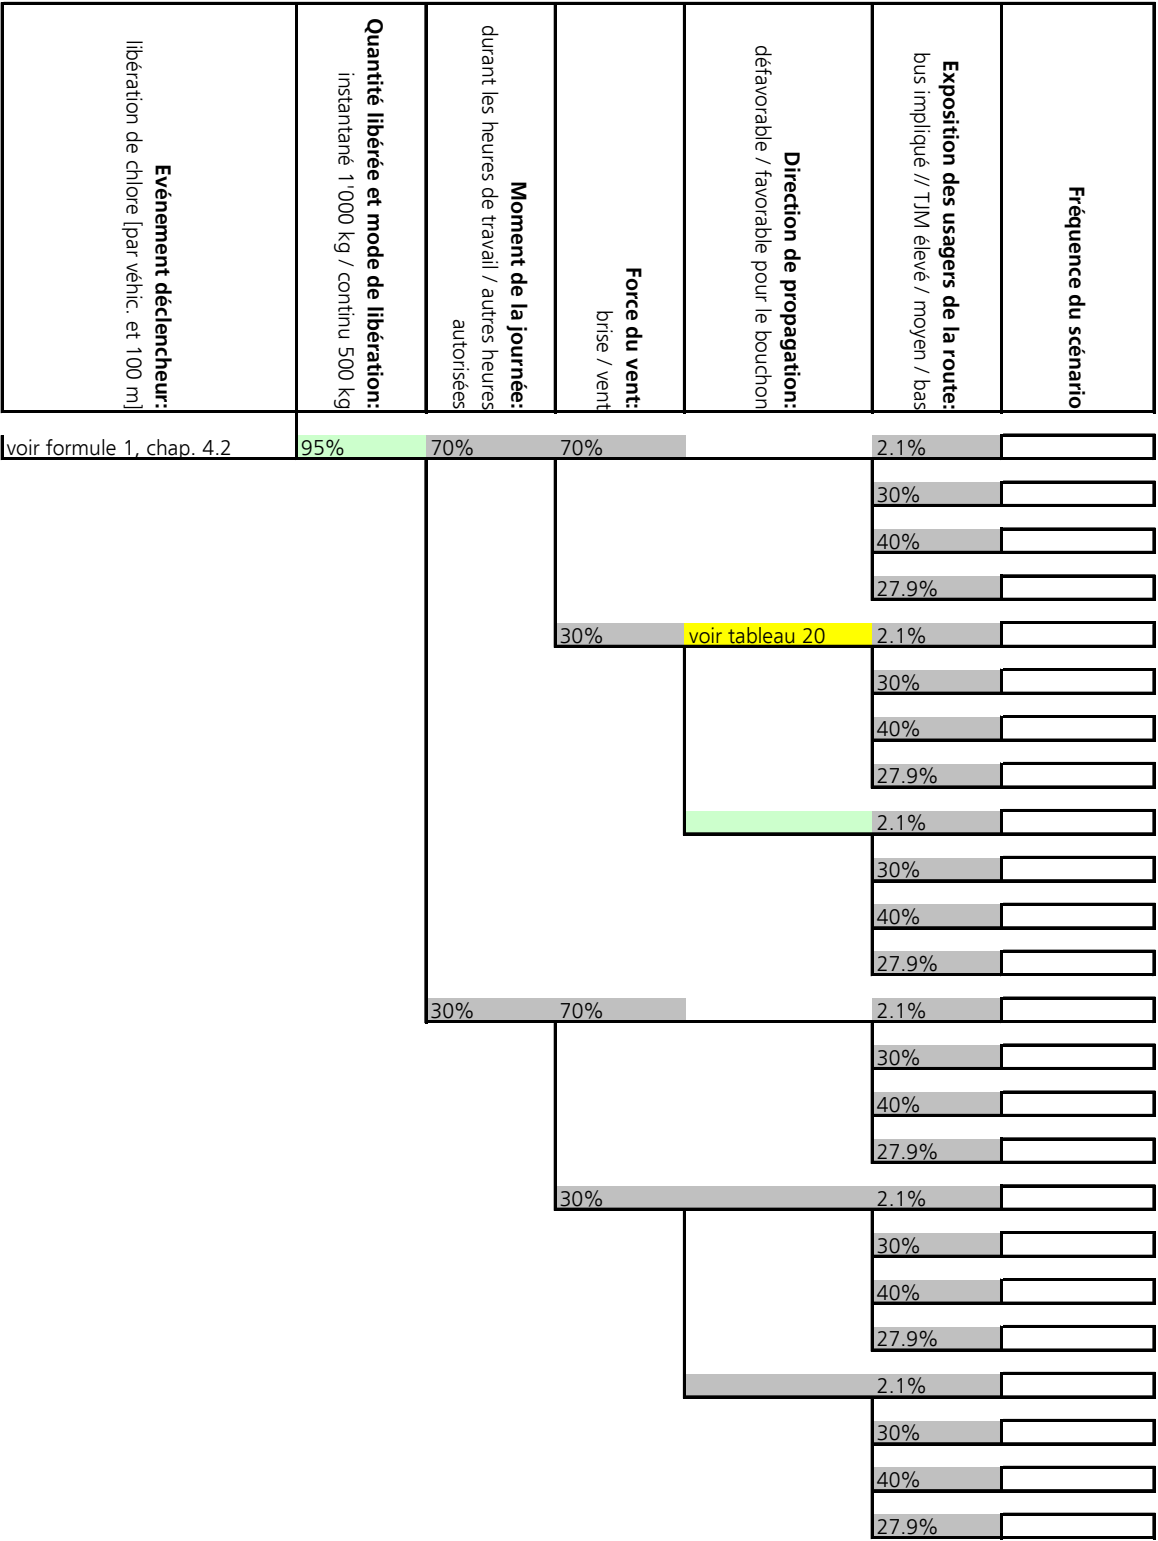 Evénement déclencheur:
libération de chlore [par véhic. et 100 m]
Quantité libérée et mode de libération:
instantané 1'000 kg / continu 500 kg
Moment de la journée:
durant les heures de travail / autres heures
autorisées
Force du vent:
brise / vent
Direction de propagation:
défavorable / favorable pour le bouchon
Exposition des usagers de la route:
bus impliqué // TJM élevé / moyen / bas
Fréquence du scénario
voir formule 1, chap. 4.2 95% 70% 70% 2.1%
30%
40%
27.9%
30% voir tableau 20 2.1%
30%
40%
27.9%
2.1%
30%
40%
27.9%
30% 70% 2.1%
30%
40%
27.9%
30% 2.1%
30%
40%
27.9%
2.1%
30%
40%
27.9%